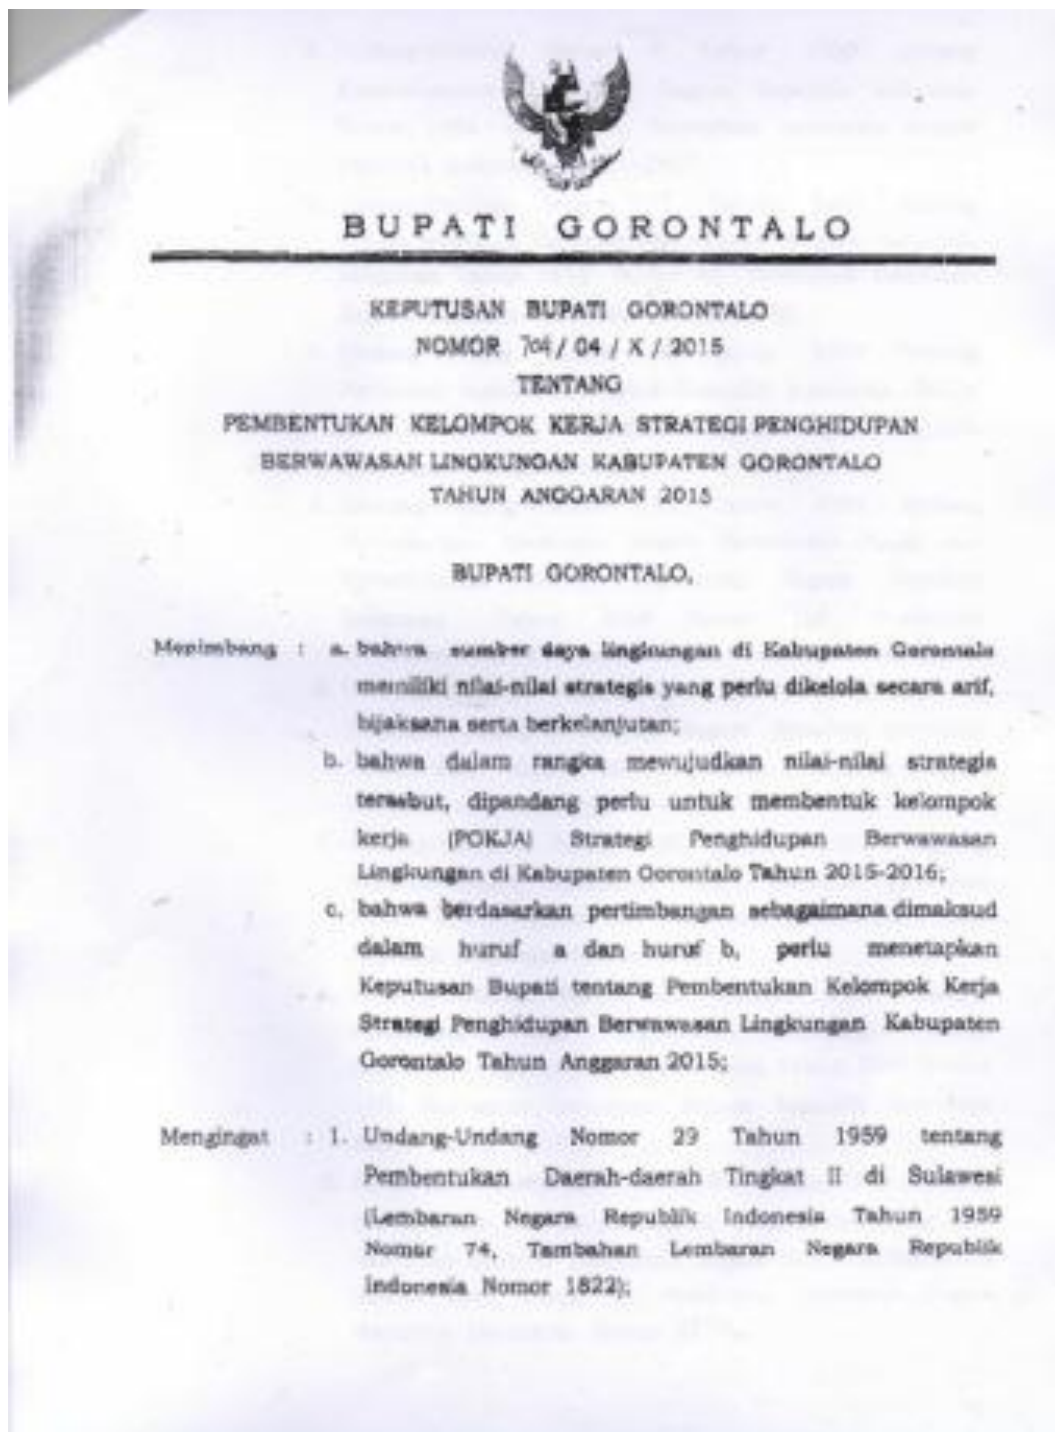 BUPATI GORONTALO
KEPUTUSAN BUPATI GORONTALO
NOMOR 704 / 04 / X / 2015
TENTANG
PEMBENTUKAN KELOMPOK KERJA STRATEGI PENGHIDUPAN
BERWAWASAN LINGKUNGAN KABUPATEN GORONTALO
TAHUN ANGGARAN 2015
BUPATI GORONTALO,
Menimbang : a. bahwa sumber daya lingkungan di Kabupaten Gorontalo
memiliki nilai-nilai strategis yang perlu dikelola secara arif,
bijaksana serta berkelanjutan;
b. bahwa dalam rangka mewujudkan nilai-nilai strategis
tersebut, dipandang perlu untuk membentuk kelompok
kerja (POKJA) Strategi Penghidupan Berwawasan
Lingkungan di Kabupaten Gorontalo Tahun 2015-2016;
c. bahwa berdasarkan pertimbangan sebagaimana dimaksud
dalam huruf a dan huruf b, perlu menetapkan
Keputusan Bupati tentang Pembentukan Kelompok Kerja
Strategi Penghidupan Berwawasan Lingkungan Kabupaten
Gorontalo Tahun Anggaran 2015;
Mengingat : 1. Undang-Undang Nomor 29 Tahun 1959 tentang
Pembentukan Daerah-daerah Tingkat II di Sulawesi
(Lembaran Negara Republik Indonesia Tahun 1959
Nomor 74, Tambahan Lembaran Negara Republik
Indonesia Nomor 1822);